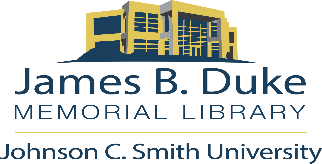 James B. Duke
MEMORIAL LIBRARY
Johnson C. Smith University